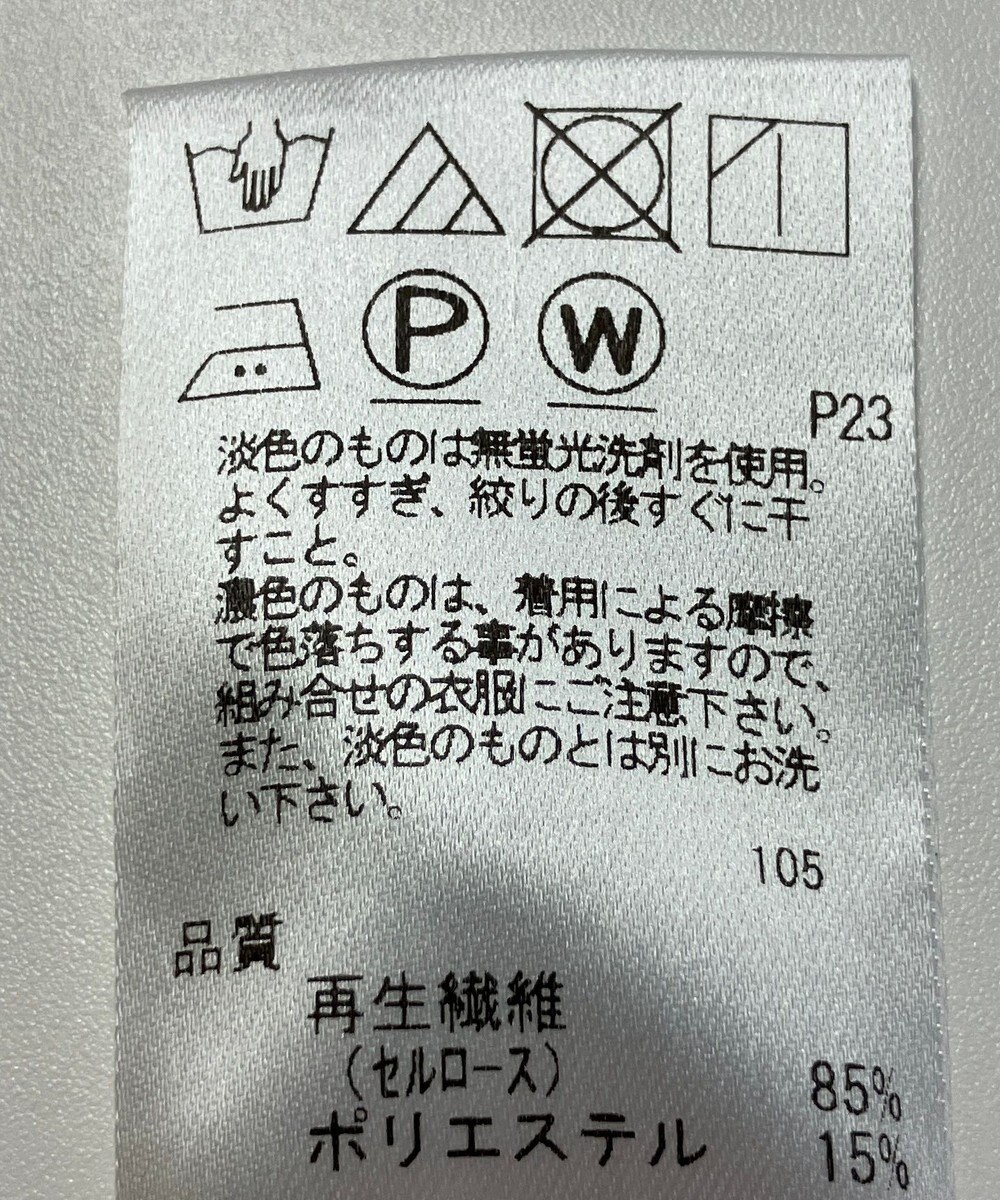 P
W
P23
淡色のものは無蛍光洗剤を使用。
よくすすぎ、絞りの後すぐに干
すこと。
濃色のものは、着用による摩擦
で色落ちする事がありますので、
組み合せの衣服にご注意下さい。
また、淡色のものとは別にお洗
い下さい。
105
品質
再生繊維
(セルロース) 85%
ポリエステル 15%